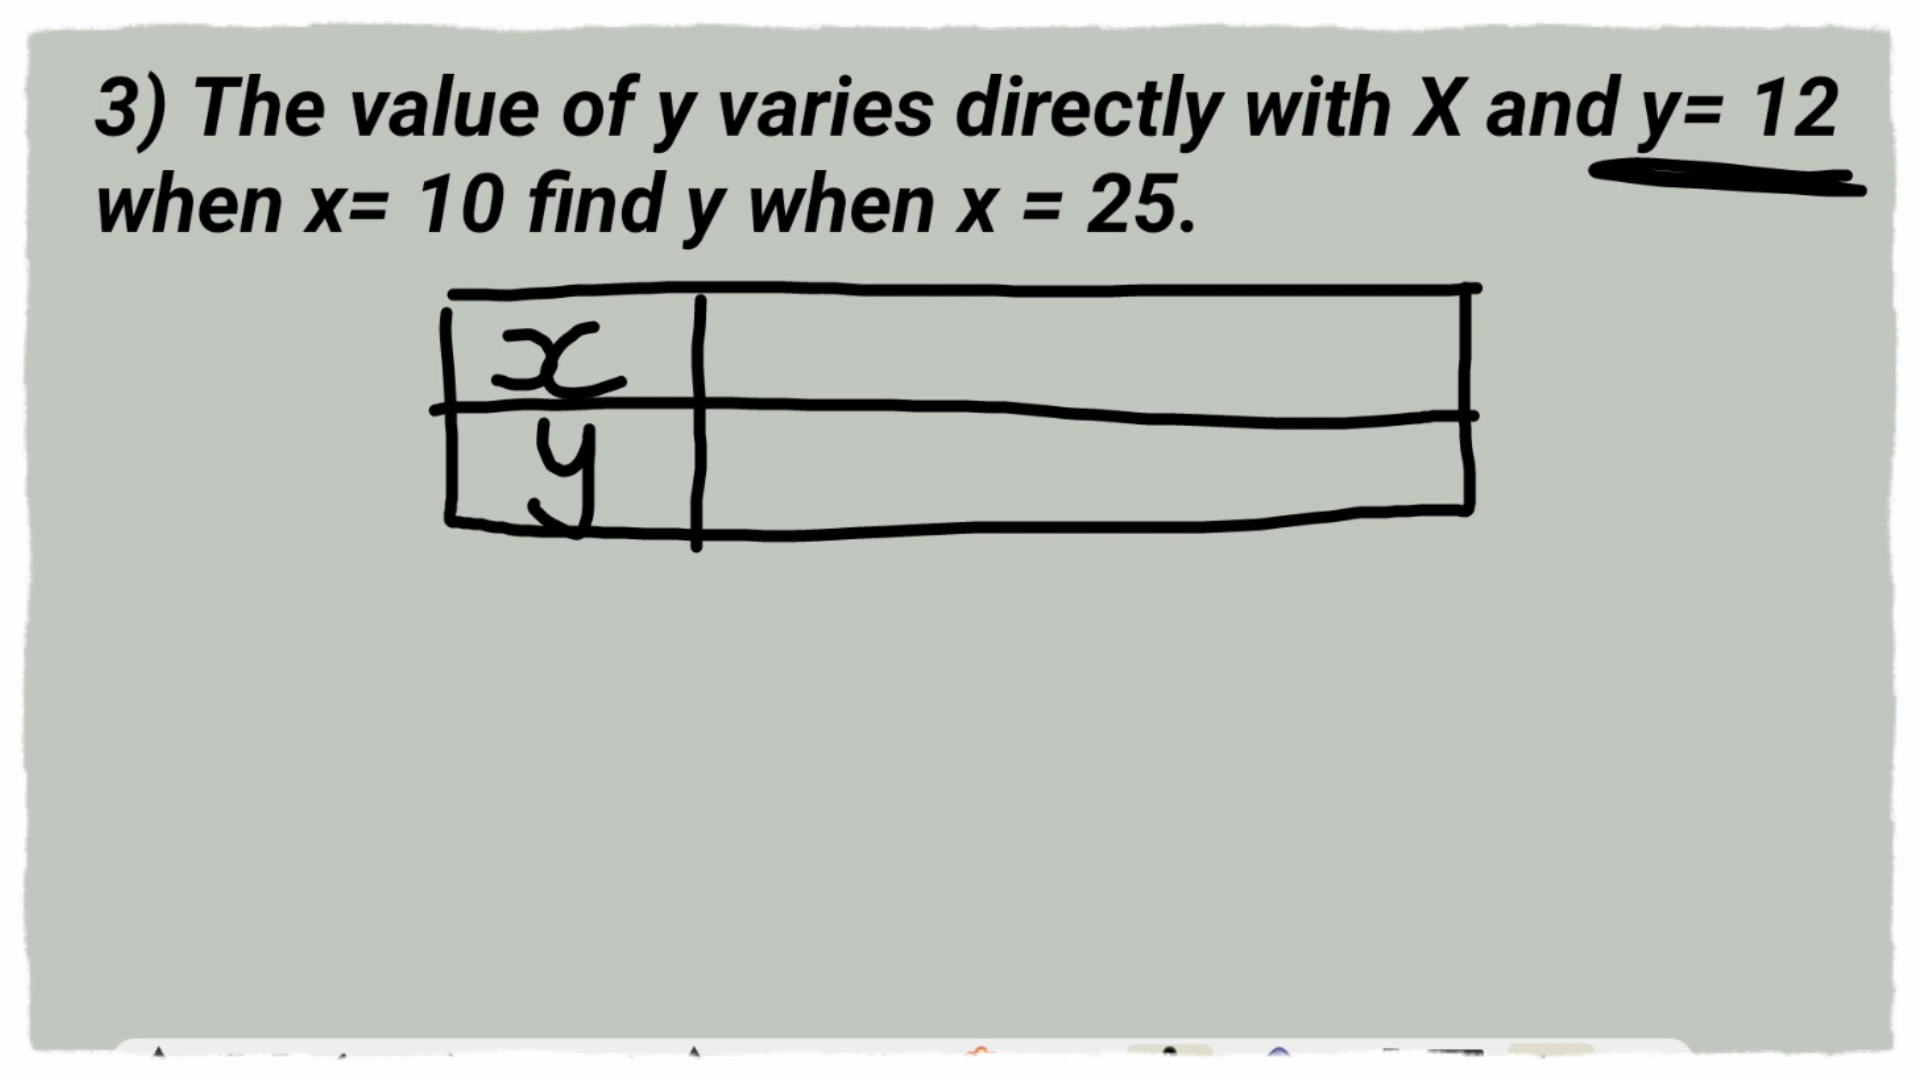 3) The value of y varies directly with X and y= 12
when x= 10 find y when x = 25.
x
y